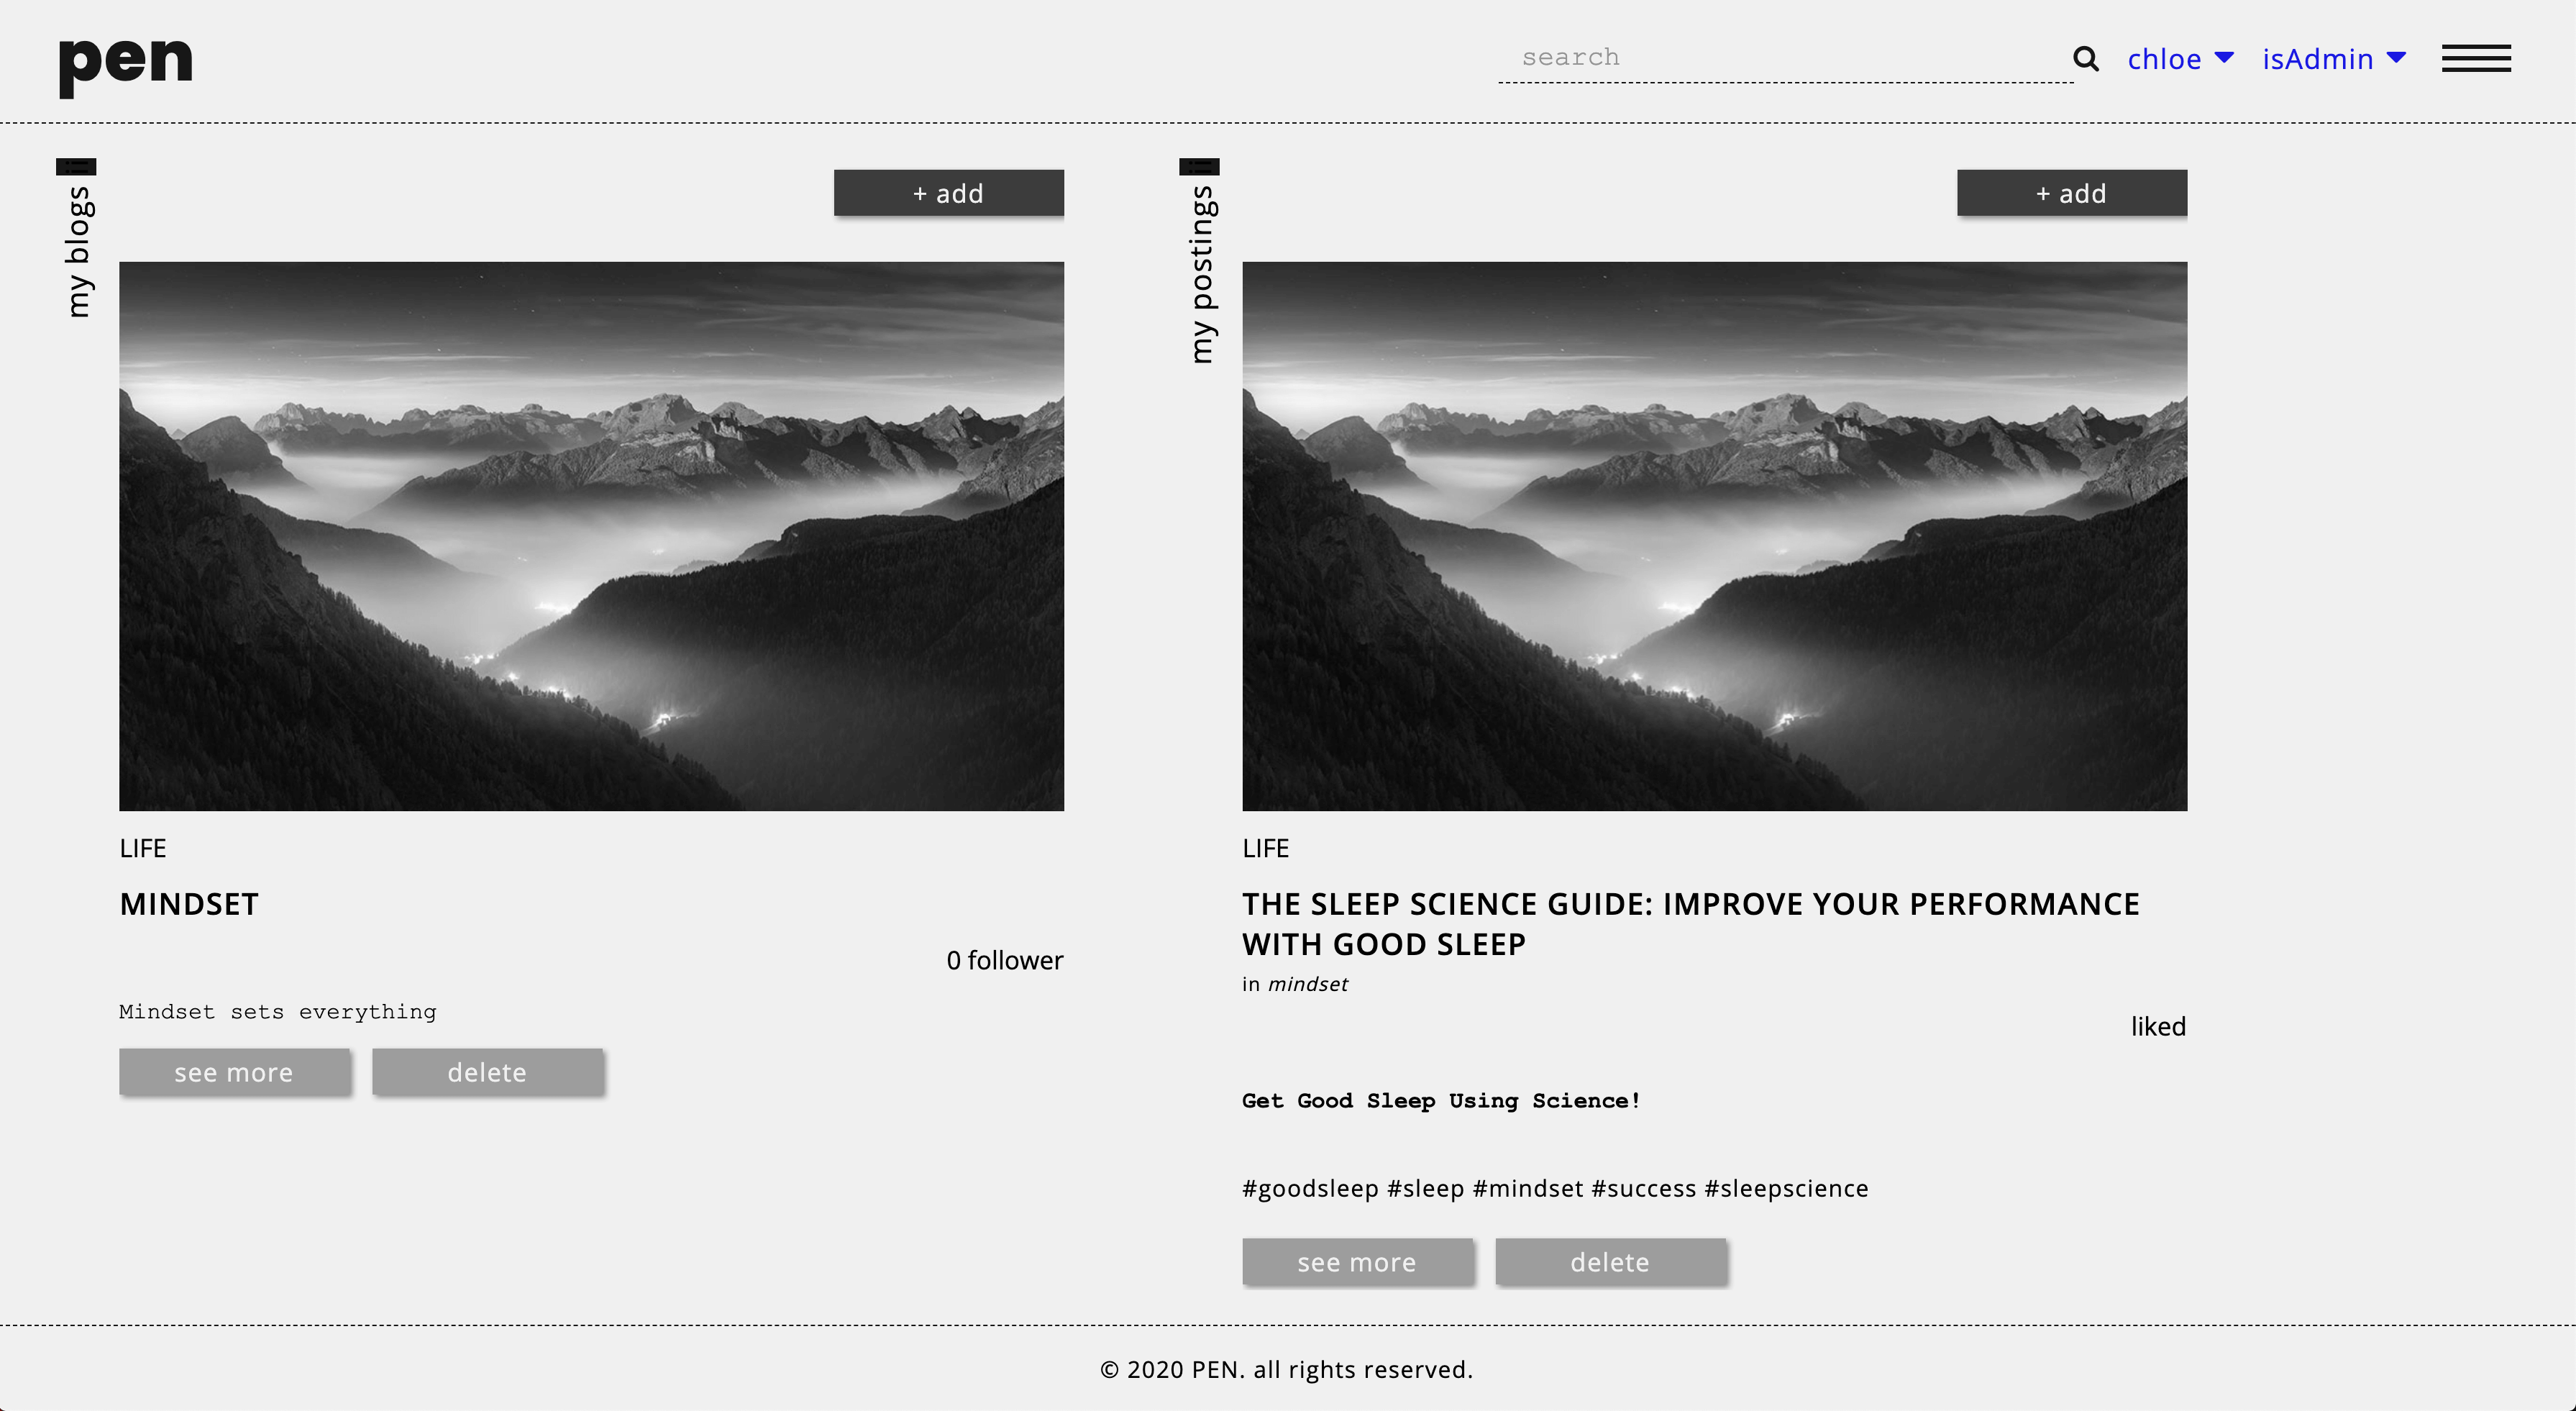 pen
search
chloe
isAdmin
my blogs
+ add
LIFE
MINDSET
0 follower
Mindset sets everything
see more
delete
my postings
+ add
LIFE
THE SLEEP SCIENCE GUIDE: IMPROVE YOUR PERFORMANCE
WITH GOOD SLEEP
in mindset
liked
Get Good Sleep Using Science!
#goodsleep #sleep #mindset #success #sleepscience
see more
delete
© 2020 PEN. all rights reserved.